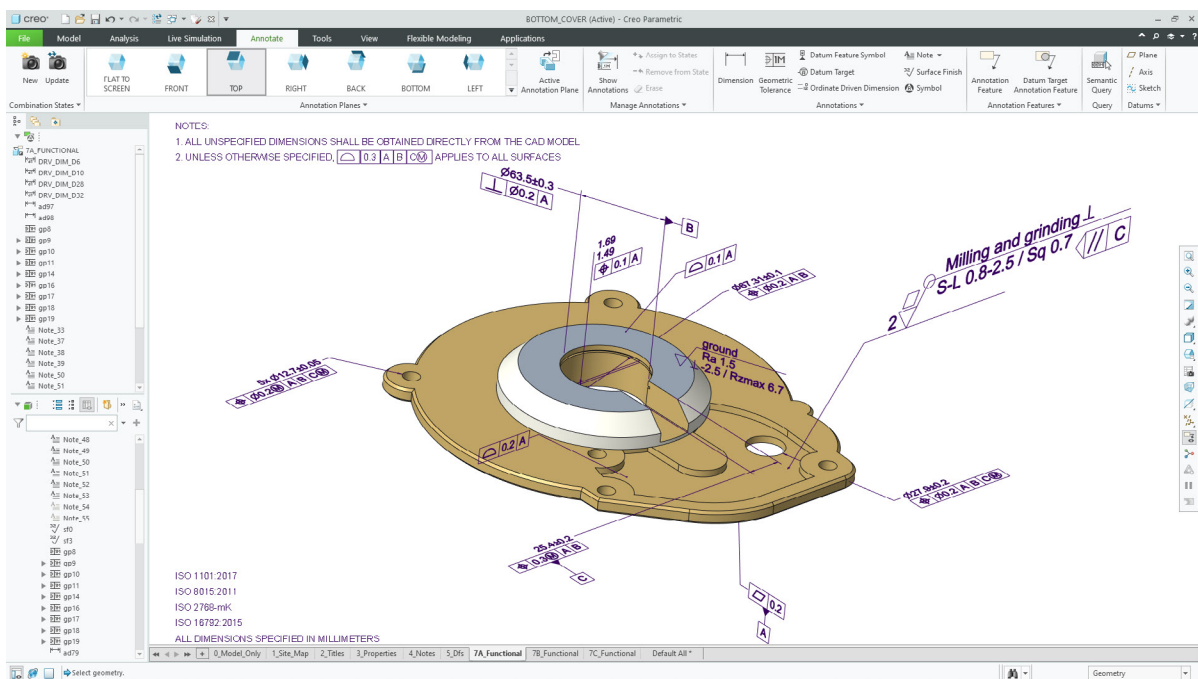 creo
BOTTOM_COVER (Active) - Creo Parametric
File Model Analysis Live Simulation Annotate Tools View Flexible Modeling Applications
New Update
FLAT TO SCREEN
FRONT
TOP
RIGHT
BACK
BOTTOM
LEFT
Active Annotation Plane
Show Annotations
Assign to States
Remove from State
Erase
Dimension
Geometric Tolerance
Datum Feature Symbol
Datum Target
Ordinate Driven Dimension
Note
Surface Finish
Symbol
Annotation Feature
Datum Target Annotation Feature
Semantic Query
Plane
Axis
Sketch
Combination States
Annotation Planes
Manage Annotations
Annotations
Annotation Features
Query
Datums
7A_FUNCTIONAL
DRV_DIM_D6
DRV_DIM_D10
DRV_DIM_D28
DRV_DIM_D32
ad97
ad98
gp8
gp9
gp10
gp11
gp14
gp16
gp17
gp18
gp19
Note_33
Note_37
Note_38
Note_39
Note_50
Note_51
Note_48
Note_49
Note_50
Note_51
Note_52
Note_53
Note_54
Note_55
sf0
sf3
gp8
gp9
gp10
gp11
gp14
gp16
gp17
gp18
gp19
ad79
NOTES:
1. ALL UNSPECIFIED DIMENSIONS SHALL BE OBTAINED DIRECTLY FROM THE CAD MODEL
2. UNLESS OTHERWISE SPECIFIED, ⌓ 0.3 A B CⓂ APPLIES TO ALL SURFACES
Ø63.5±0.3
⊥ Ø0.2 A
B
1.69
1.49
⌖ 0.1 A
⌓ 0.1 A
Ø87.31±0.1
⌖ Ø0.2 A B
Milling and grinding ⊥
S-L 0.8-2.5 / Sq 0.7 // C
2
ground
Ra 1.5
-2.5 / Rzmax 6.7
5x Ø12.7±0.05
⌖ Ø0.2Ⓜ A B CⓂ
⌓ 0.2 A
Ø27.9±0.2
⌖ Ø0.2 A B CⓂ
25.4±0.2
⌖ 0.3Ⓜ A B
C
⏥ 0.2
A
ISO 1101:2017
ISO 8015:2011
ISO 2768-mK
ISO 16792:2015
ALL DIMENSIONS SPECIFIED IN MILLIMETERS
0_Model_Only 1_Site_Map 2_Titles 3_Properties 4_Notes 5_Dfs 7A_Functional 7B_Functional 7C_Functional Default All *
Select geometry.
Geometry